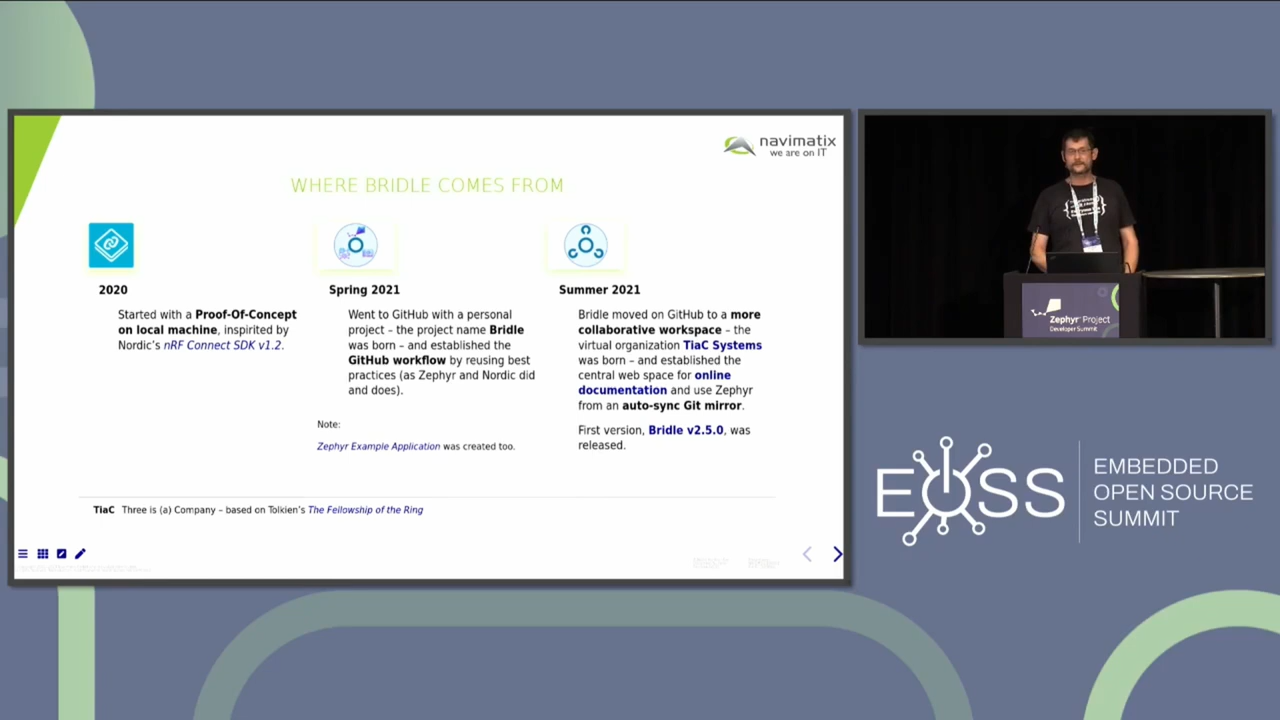 navimatix
we are on IT
WHERE BRIDLE COMES FROM
2020
Started with a Proof-Of-Concept
on local machine, inspirited by
Nordic's nRF Connect SDK v1.2.
Spring 2021
Went to GitHub with a personal
project – the project name Bridle
was born – and established the
GitHub workflow by reusing best
practices (as Zephyr and Nordic did
and does).
Note:
Zephyr Example Application was created too.
Summer 2021
Bridle moved on GitHub to a more
collaborative workspace – the
virtual organization TiaC Systems
was born – and established the
central web space for online
documentation and use Zephyr
from an auto-sync Git mirror.
First version, Bridle v2.5.0, was
released.
TiaC Three is (a) Company – based on Tolkien's The Fellowship of the Ring
Zephyr Project
Developer Summit
EOSS
EMBEDDED
OPEN SOURCE
SUMMIT